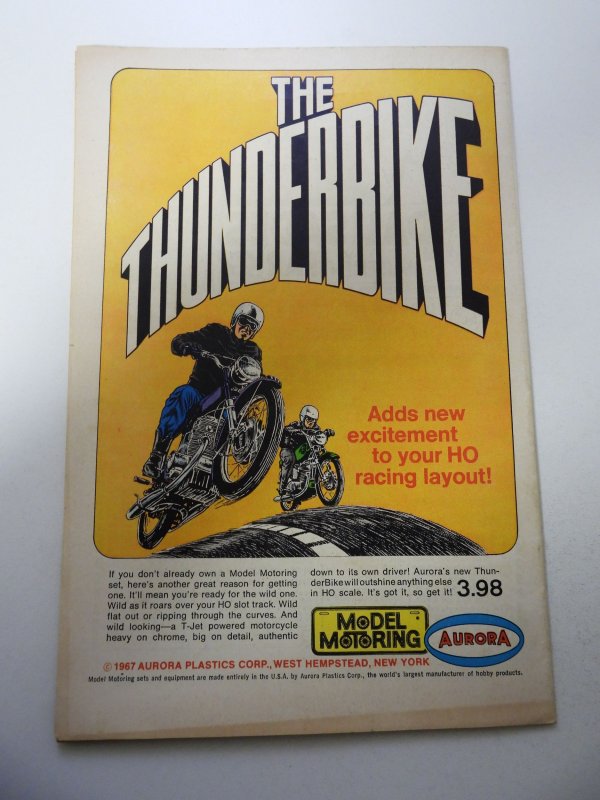 THE
THUNDERBIKE
Adds new
excitement
to your HO
racing layout!
If you don't already own a Model Motoring
set, here's another great reason for getting
one. It'll mean you're ready for the wild one.
Wild as it roars over your HO slot track. Wild
flat out or ripping through the curves. And
wild looking—a T-Jet powered motorcycle
heavy on chrome, big on detail, authentic
down to its own driver! Aurora's new Thun-
derBike will outshine anything else
in HO scale. It's got it, so get it! 3.98
MODEL
MOTORING
AURORA
© 1967 AURORA PLASTICS CORP., WEST HEMPSTEAD, NEW YORK
Model Motoring sets and equipment are made entirely in the U.S.A. by Aurora Plastics Corp., the world's largest manufacturer of hobby products.